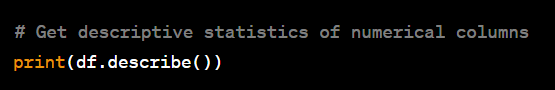 # Get descriptive statistics of numerical columns
print(df.describe())